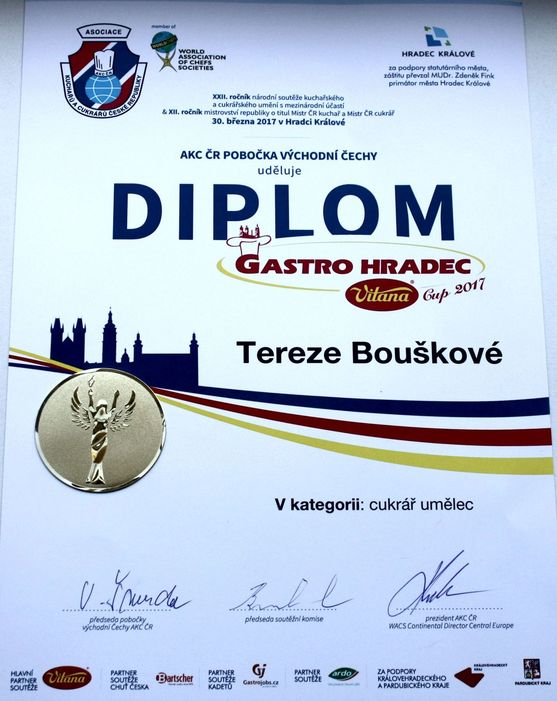 ASOCIACE
AKC ČR
KUCHAŘŮ A CUKRÁŘŮ ČESKÉ REPUBLIKY
member of
WORLD
ASSOCIATION
OF CHEFS
SOCIETIES
HRADEC KRÁLOVÉ
za podpory statutárního města,
záštitu převzal MUDr. Zdeněk Fink
primátor města Hradec Králové
XXII. ročník národní soutěže kuchařského
a cukrářského umění s mezinárodní účastí
& XII. ročník mistrovství republiky o titul Mistr ČR kuchař a Mistr ČR cukrář
30. března 2017 v Hradci Králové
AKC ČR POBOČKA VÝCHODNÍ ČECHY
uděluje
DIPLOM
GASTRO HRADEC
Vitana Cup 2017
Tereze Bouškové
V kategorii: cukrář umělec
předseda pobočky
východní Čechy AKC ČR
předseda soutěžní komise
prezident AKC ČR
WACS Continental Director Central Europe
HLAVNÍ
PARTNER
SOUTĚŽE
Vitana
PARTNER
SOUTĚŽE
CHUŤ ČESKA
Bartscher
PARTNER
SOUTĚŽE
KADETŮ
Gj
Gastrojobs.cz
PARTNER
SOUTĚŽE
ardo
ZA PODPORY
KRÁLOVÉHRADECKÉHO
A PARDUBICKÉHO KRAJE
KRÁLOVÉHRADECKÝ
KRAJ
PARDUBICKÝ KRAJ